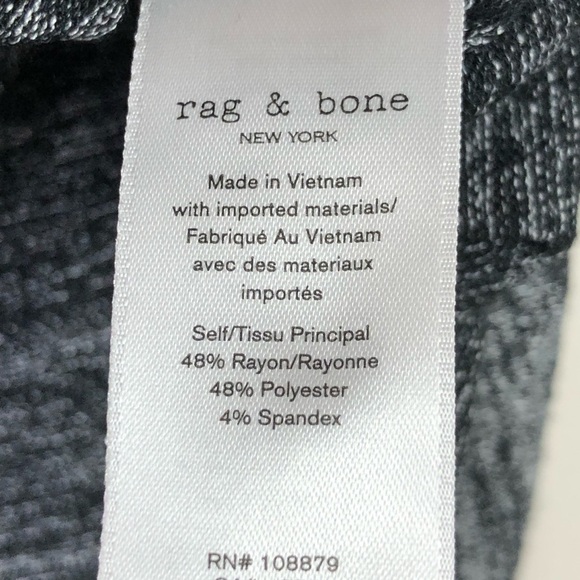 rag & bone
NEW YORK
Made in Vietnam
with imported materials/
Fabriqué Au Vietnam
avec des materiaux
importés
Self/Tissu Principal
48% Rayon/Rayonne
48% Polyester
4% Spandex
RN# 108879